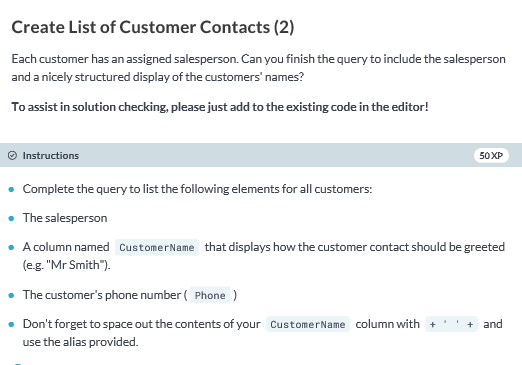 Create List of Customer Contacts (2)
Each customer has an assigned salesperson. Can you finish the query to include the salesperson
and a nicely structured display of the customers' names?
To assist in solution checking, please just add to the existing code in the editor!
Instructions 50 XP
Complete the query to list the following elements for all customers:
The salesperson
A column named CustomerName that displays how the customer contact should be greeted
(e.g. "Mr Smith").
The customer's phone number ( Phone )
Don't forget to space out the contents of your CustomerName column with + ' ' + and
use the alias provided.